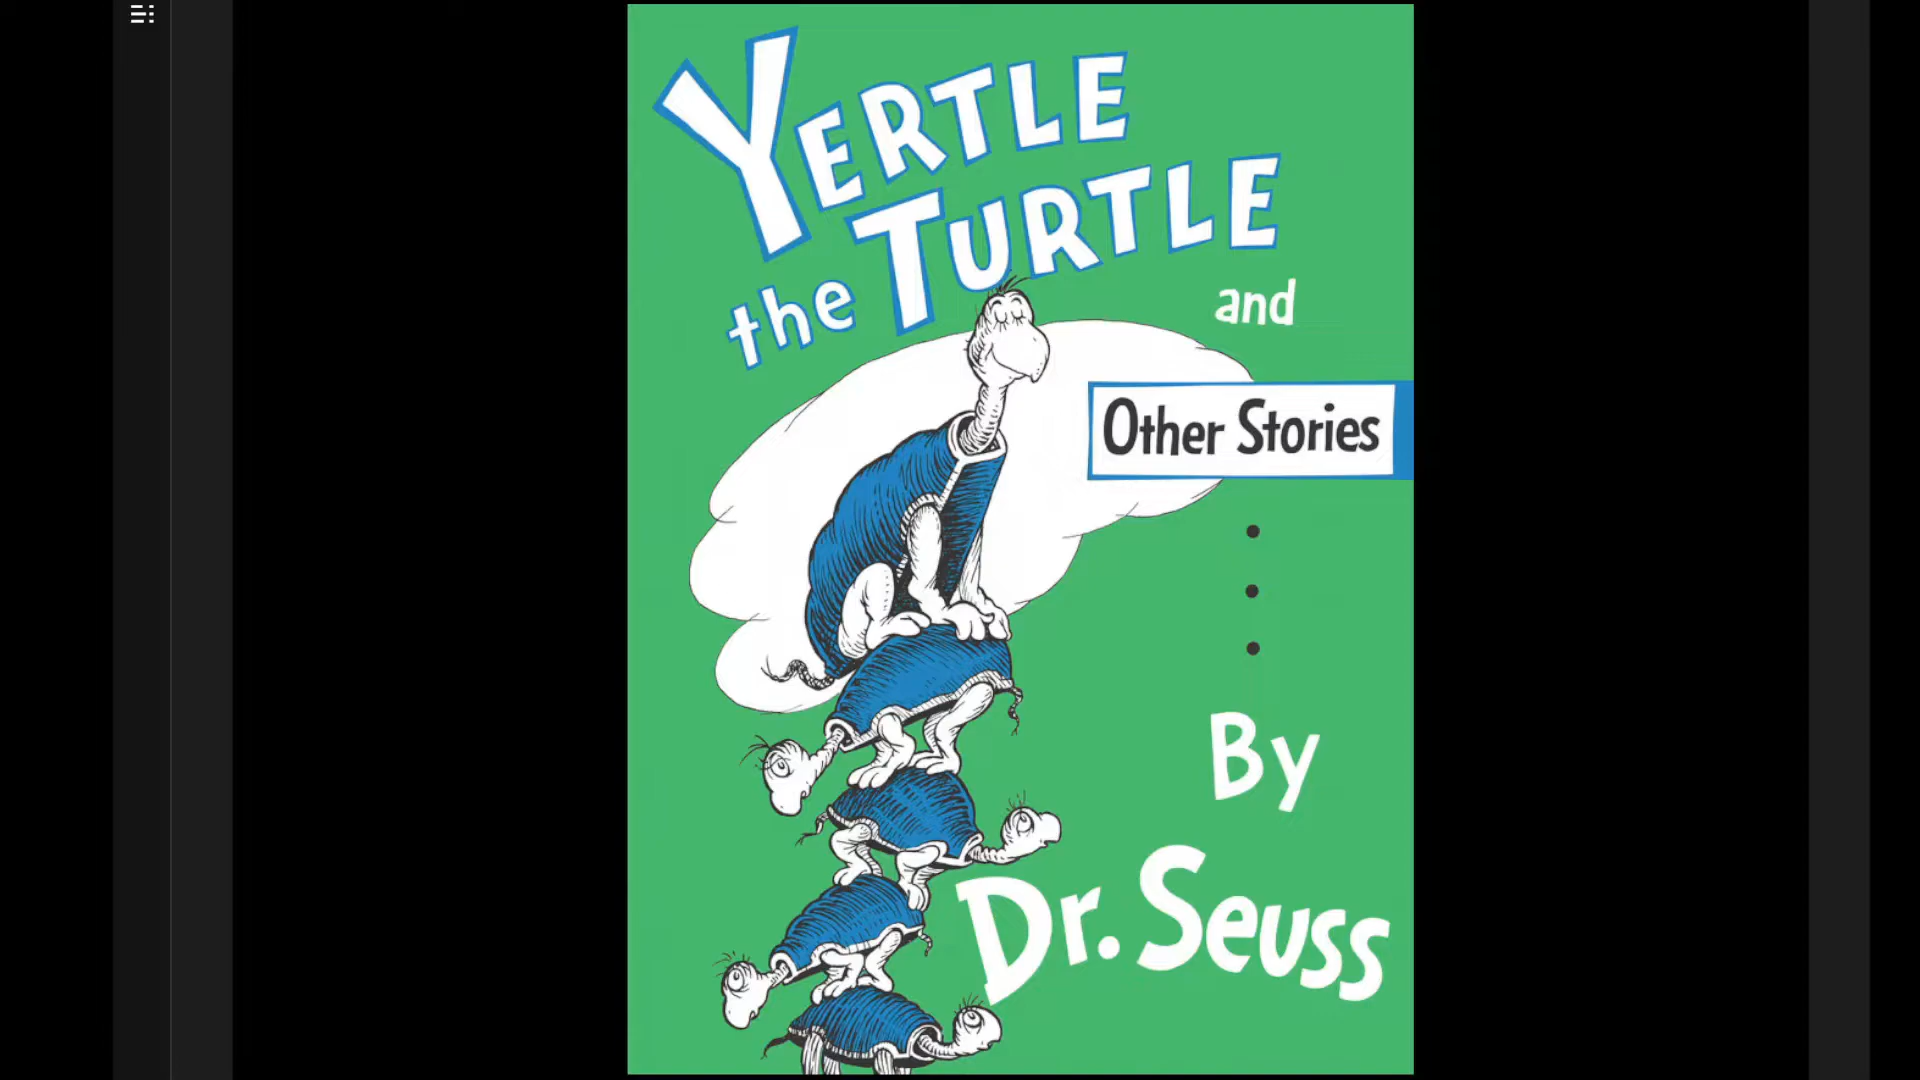 YERTLE
the TURTLE
and
Other Stories
By
Dr. Seuss